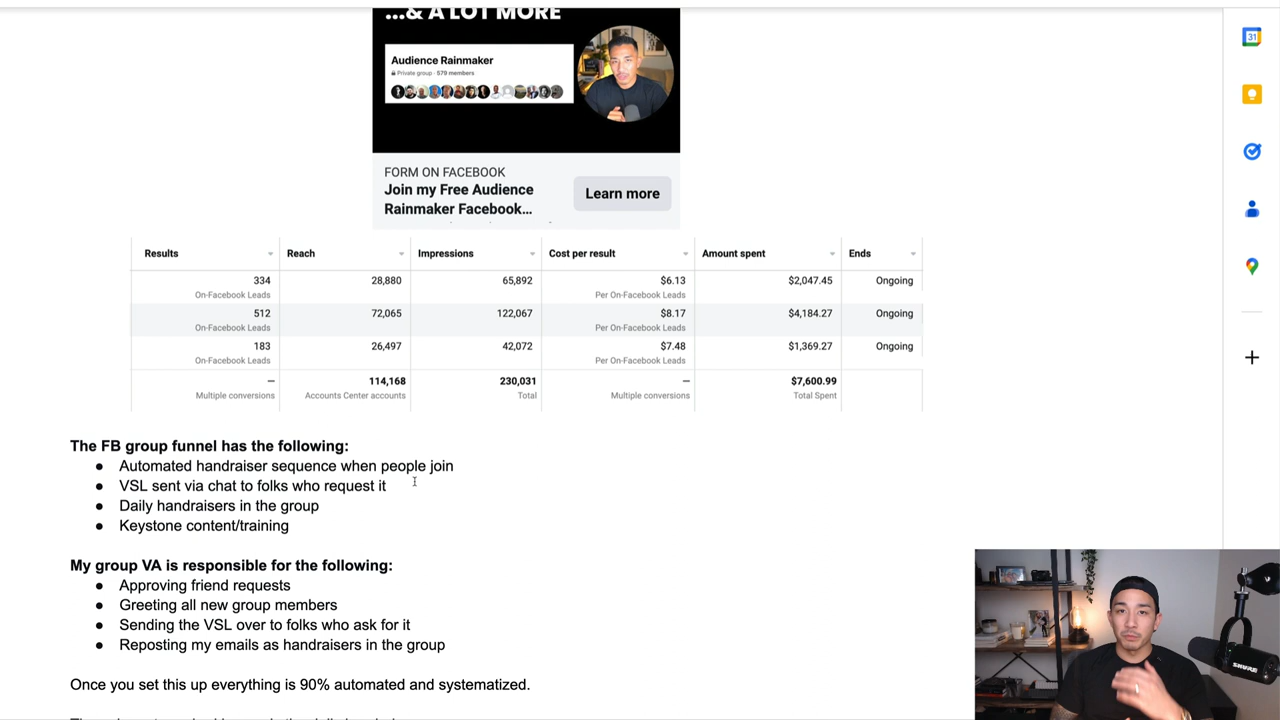 ...& A LOT MORE
Audience Rainmaker
Private group · 579 members
FORM ON FACEBOOK
Join my Free Audience
Rainmaker Facebook...
Learn more
Results Reach Impressions Cost per result Amount spent Ends
334 28,880 65,892 $6.13 $2,047.45 Ongoing
On-Facebook Leads Per On-Facebook Leads
512 72,065 122,067 $8.17 $4,184.27 Ongoing
On-Facebook Leads Per On-Facebook Leads
183 26,497 42,072 $7.48 $1,369.27 Ongoing
On-Facebook Leads Per On-Facebook Leads
— 114,168 230,031 — $7,600.99
Multiple conversions Accounts Center accounts Total Multiple conversions Total Spent
The FB group funnel has the following:
● Automated handraiser sequence when people join
● VSL sent via chat to folks who request it
● Daily handraisers in the group
● Keystone content/training
My group VA is responsible for the following:
● Approving friend requests
● Greeting all new group members
● Sending the VSL over to folks who ask for it
● Reposting my emails as handraisers in the group
Once you set this up everything is 90% automated and systematized.
31
SHURE